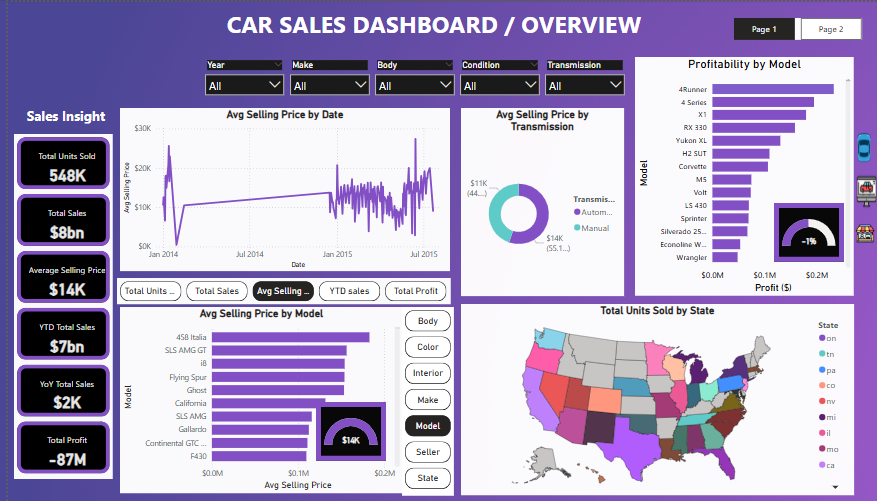 CAR SALES DASHBOARD / OVERVIEW
Page 1
Page 2
Year
Make
Body
Condition
Transmission
All
All
All
All
All
Sales Insight
Total Units Sold
548K
Total Sales
$8bn
Average Selling Price
$14K
YTD Total Sales
$7bn
YoY Total Sales
$2K
Total Profit
-87M
Avg Selling Price by Date
Avg Selling Price
$30K
$20K
$10K
$0K
Jan 2014
Jul 2014
Jan 2015
Jul 2015
Date
Avg Selling Price by
Transmission
$11K
(44...)
$14K
(55.1...)
Transmis...
Autom...
Manual
Profitability by Model
Model
4Runner
4 Series
X1
RX 330
Yukon XL
H2 SUT
Corvette
M5
Volt
LS 430
Sprinter
Silverado 25...
Econoline W...
Wrangler
$0.0M
$0.1M
$0.2M
Profit ($)
-1%
Total Units ...
Total Sales
Avg Selling ...
YTD sales
Total Profit
Avg Selling Price by Model
Model
458 Italia
SLS AMG GT
i8
Flying Spur
Ghost
California
SLS AMG
Gallardo
Continental GTC ...
F430
$0.0M
$0.1M
$0.2M
Avg Selling Price
$14K
Body
Color
Interior
Make
Model
Seller
State
Total Units Sold by State
State
on
tn
pa
co
nv
mi
il
mo
ca